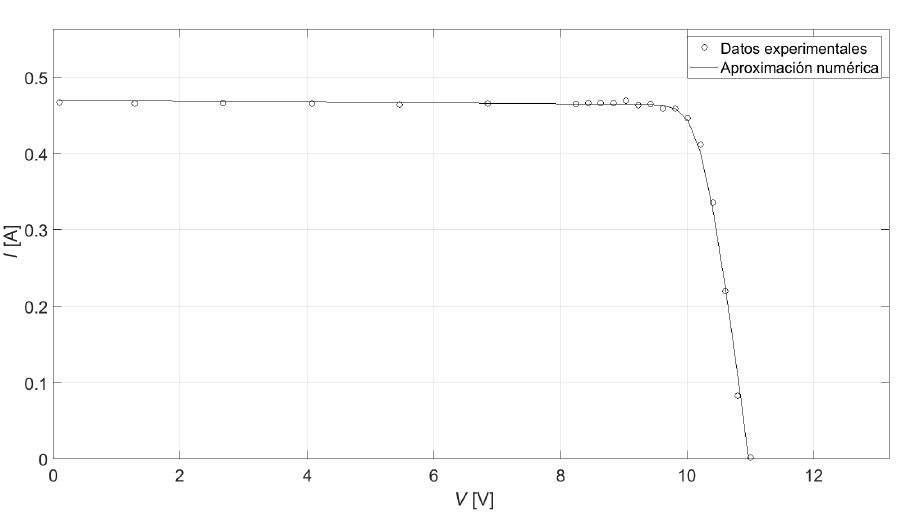 Datos experimentales
Aproximación numérica
0.5
0.4
0.3
0.2
0.1
0
I [A]
0 2 4 6 8 10 12
V [V]